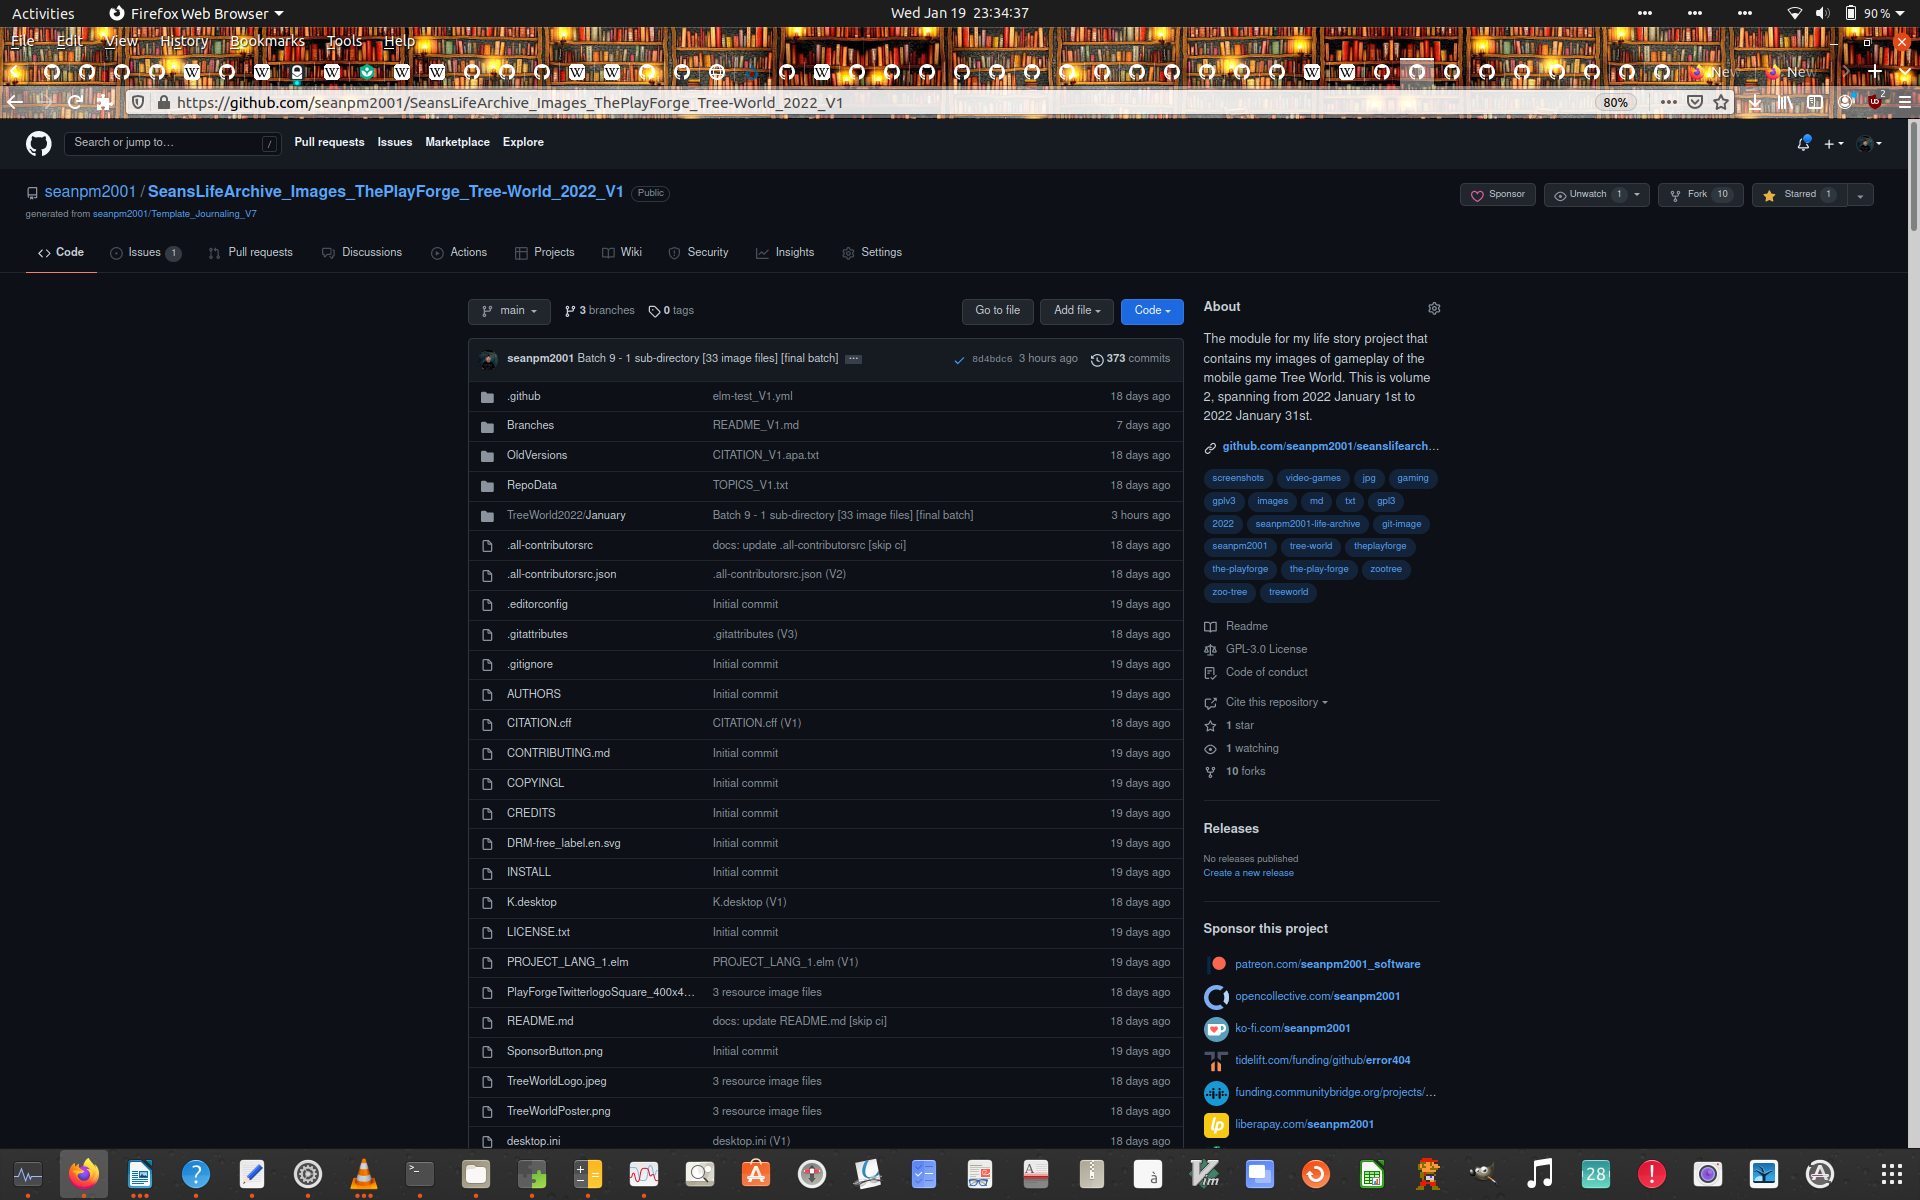 Activities Firefox Web Browser Wed Jan 19 23:34:37 90 %
File Edit View History Bookmarks Tools Help
New New
https://github.com/seanpm2001/SeansLifeArchive_Images_ThePlayForge_Tree-World_2022_V1 80% 2
Search or jump to... / Pull requests Issues Marketplace Explore
seanpm2001 / SeansLifeArchive_Images_ThePlayForge_Tree-World_2022_V1 Public Sponsor Unwatch 1 Fork 10 Starred 1
generated from seanpm2001/Template_Journaling_V7
Code Issues 1 Pull requests Discussions Actions Projects Wiki Security Insights Settings
main 3 branches 0 tags Go to file Add file Code
seanpm2001 Batch 9 - 1 sub-directory [33 image files] [final batch] 8d4bdc6 3 hours ago 373 commits
.github elm-test_V1.yml 18 days ago
Branches README_V1.md 7 days ago
OldVersions CITATION_V1.apa.txt 18 days ago
RepoData TOPICS_V1.txt 18 days ago
TreeWorld2022/January Batch 9 - 1 sub-directory [33 image files] [final batch] 3 hours ago
.all-contributorsrc docs: update .all-contributorsrc [skip ci] 18 days ago
.all-contributorsrc.json .all-contributorsrc.json (V2) 18 days ago
.editorconfig Initial commit 19 days ago
.gitattributes .gitattributes (V3) 18 days ago
.gitignore Initial commit 19 days ago
AUTHORS Initial commit 19 days ago
CITATION.cff CITATION.cff (V1) 18 days ago
CONTRIBUTING.md Initial commit 19 days ago
COPYINGL Initial commit 19 days ago
CREDITS Initial commit 19 days ago
DRM-free_label.en.svg Initial commit 19 days ago
INSTALL Initial commit 19 days ago
K.desktop K.desktop (V1) 18 days ago
LICENSE.txt Initial commit 19 days ago
PROJECT_LANG_1.elm PROJECT_LANG_1.elm (V1) 19 days ago
PlayForgeTwitterlogoSquare_400x4... 3 resource image files 18 days ago
README.md docs: update README.md [skip ci] 18 days ago
SponsorButton.png Initial commit 19 days ago
TreeWorldLogo.jpeg 3 resource image files 18 days ago
TreeWorldPoster.png 3 resource image files 18 days ago
desktop.ini desktop.ini (V1) 18 days ago
About
The module for my life story project that
contains my images of gameplay of the
mobile game Tree World. This is volume
2, spanning from 2022 January 1st to
2022 January 31st.
github.com/seanpm2001/seanslifearch...
screenshots video-games jpg gaming
gplv3 images md txt gpl3
2022 seanpm2001-life-archive git-image
seanpm2001 tree-world theplayforge
the-playforge the-play-forge zootree
zoo-tree treeworld
Readme
GPL-3.0 License
Code of conduct
Cite this repository
1 star
1 watching
10 forks
Releases
No releases published
Create a new release
Sponsor this project
patreon.com/seanpm2001_software
opencollective.com/seanpm2001
ko-fi.com/seanpm2001
tidelift.com/funding/github/error404
funding.communitybridge.org/projects/...
lp liberapay.com/seanpm2001
28